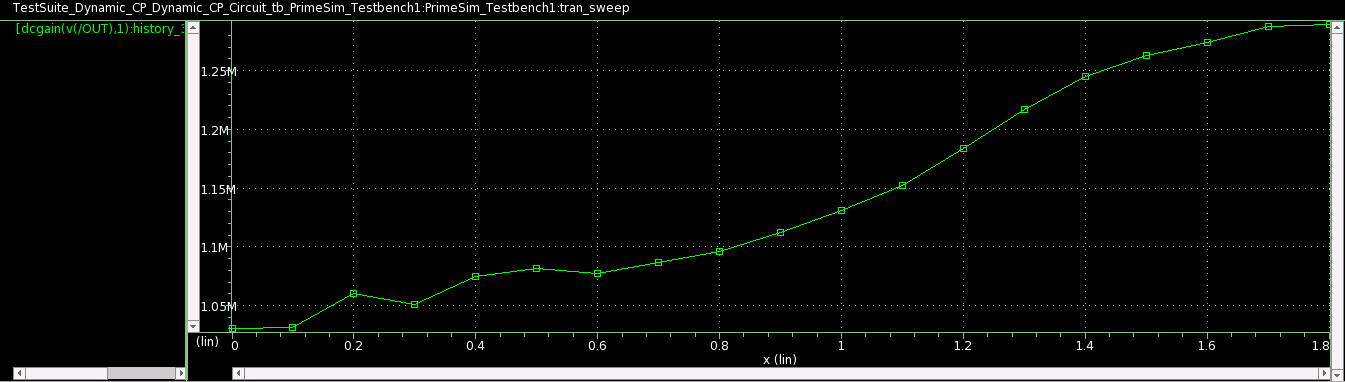 TestSuite_Dynamic_CP_Dynamic_CP_Circuit_tb_PrimeSim_Testbench1:PrimeSim_Testbench1:tran_sweep
[dcgain(v(/OUT),1):history_
1.25M
1.2M
1.15M
1.1M
1.05M
(lin)
0 0.2 0.4 0.6 0.8 1 1.2 1.4 1.6 1.8
x (lin)